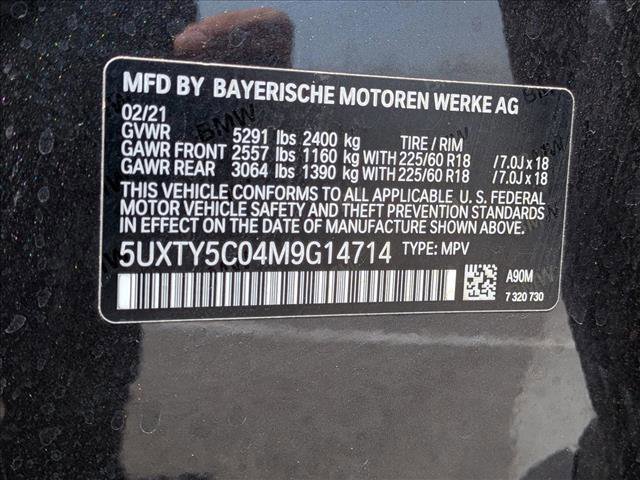 MFD BY BAYERISCHE MOTOREN WERKE AG
02/21
GVWR 5291 lbs 2400 kg TIRE / RIM
GAWR FRONT 2557 lbs 1160 kg WITH 225/60 R18 /7.0J x 18
GAWR REAR 3064 lbs 1390 kg WITH 225/60 R18 /7.0J x 18
THIS VEHICLE CONFORMS TO ALL APPLICABLE U. S. FEDERAL
MOTOR VEHICLE SAFETY AND THEFT PREVENTION STANDARDS
IN EFFECT ON THE DATE OF MANUFACTURE SHOWN ABOVE.
5UXTY5C04M9G14714 TYPE: MPV
A90M
7 320 730
BMW